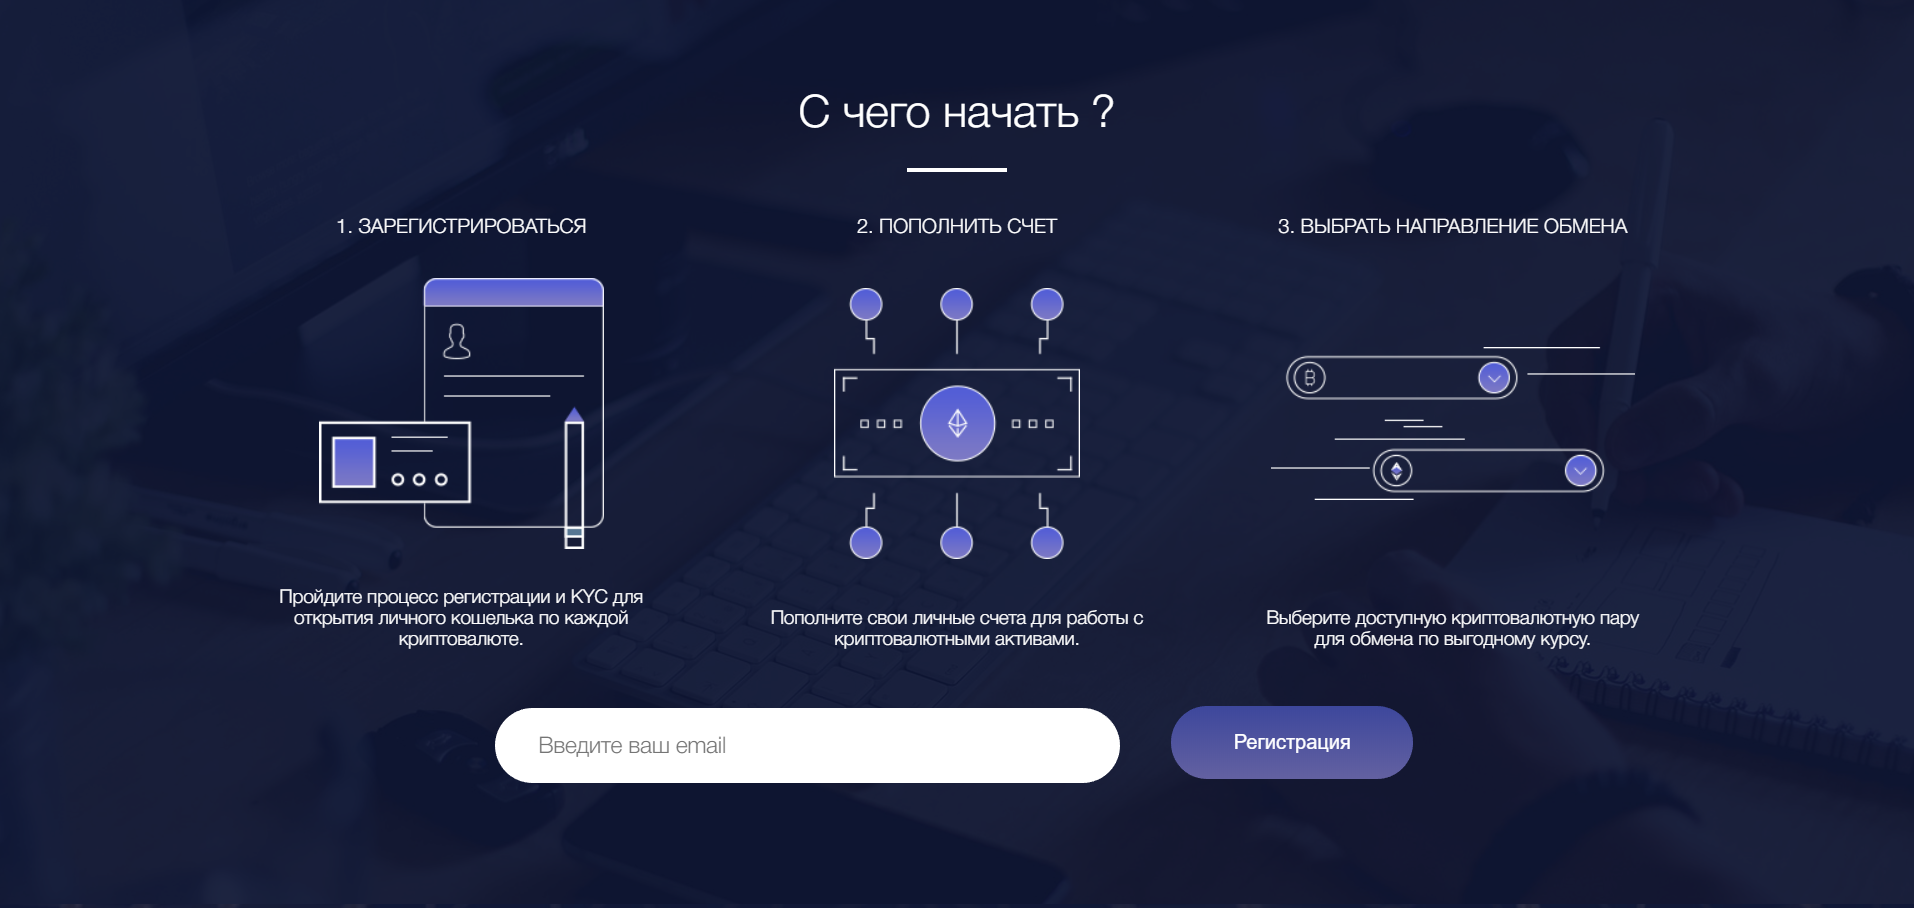 С чего начать ?
1. ЗАРЕГИСТРИРОВАТЬСЯ
Пройдите процесс регистрации и KYC для
открытия личного кошелька по каждой
криптовалюте.
2. ПОПОЛНИТЬ СЧЕТ
Пополните свои личные счета для работы с
криптовалютными активами.
3. ВЫБРАТЬ НАПРАВЛЕНИЕ ОБМЕНА
Выберите доступную криптовалютную пару
для обмена по выгодному курсу.
Введите ваш email
Регистрация